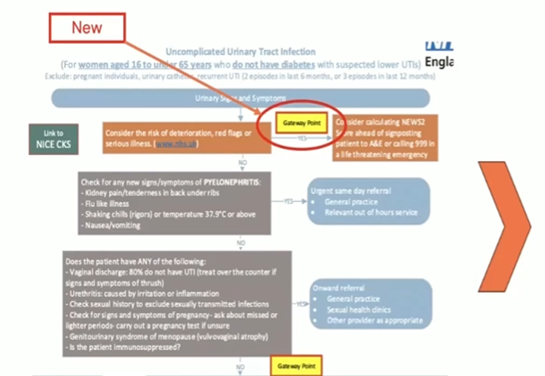 New
Uncomplicated Urinary Tract Infection
(For women aged 16 to under 65 years who do not have diabetes with suspected lower UTIs)
Exclude: pregnant individuals, urinary catheter, recurrent UTI (2 episodes in last 6 months, or 3 episodes in last 12 months)
Engla
Urinary Signs and Symptoms
Link to
NICE CKS
Consider the risk of deterioration, red flags or
serious illness.
Gateway Point
YES
Consider calculating NEWS2
Score ahead of signposting
patient to A&E or calling 999 in
a life threatening emergency
NO
Check for any new signs/symptoms of PYELONEPHRITIS:
- Kidney pain/tenderness in back under ribs
- Flu like illness
- Shaking chills (rigors) or temperature 37.9°C or above
- Nausea/vomiting
YES
Urgent same day referral
• General practice
• Relevant out of hours service
NO
Does the patient have ANY of the following:
- Vaginal discharge: 80% do not have UTI (treat over the counter if
signs and symptoms of thrush)
- Urethritis: caused by irritation or inflammation
- Check sexual history to exclude sexually transmitted infections
- Check for signs and symptoms of pregnancy - ask about missed or
lighter periods- carry out a pregnancy test if unsure
- Genitourinary syndrome of menopause (vulvovaginal atrophy)
- Is the patient immunosuppressed?
YES
Onward referral
• General practice
• Sexual health clinics
• Other provider as appropriate
NO
Gateway Point